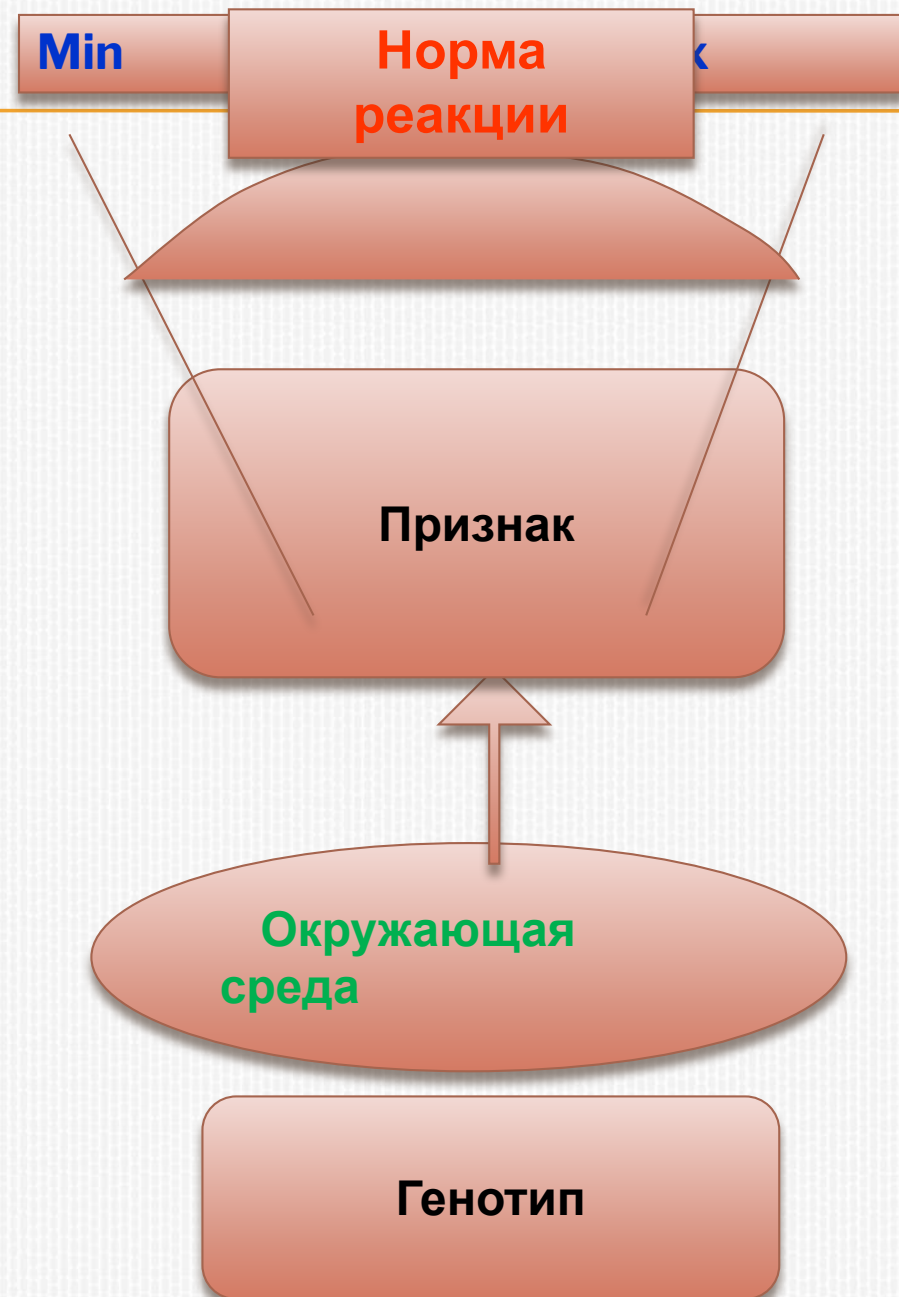 Min
Норма
реакции
Признак
Окружающая
среда
Генотип